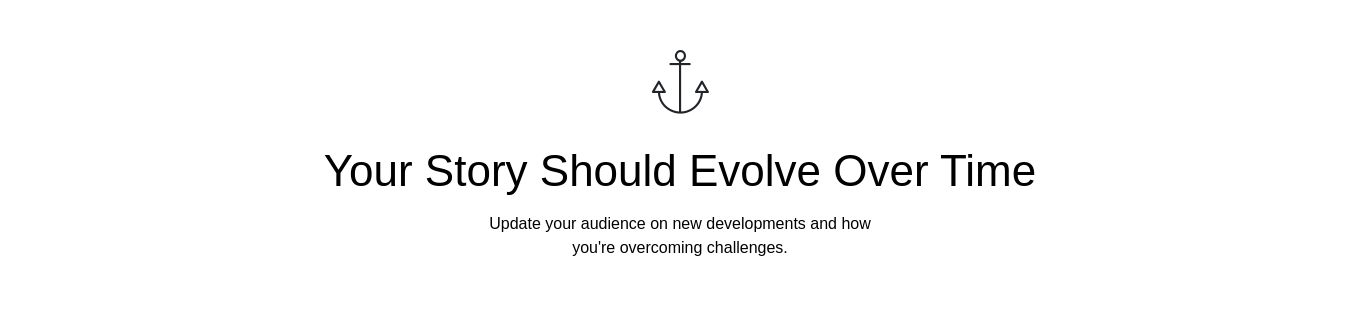 Your Story Should Evolve Over Time
Update your audience on new developments and how
you're overcoming challenges.